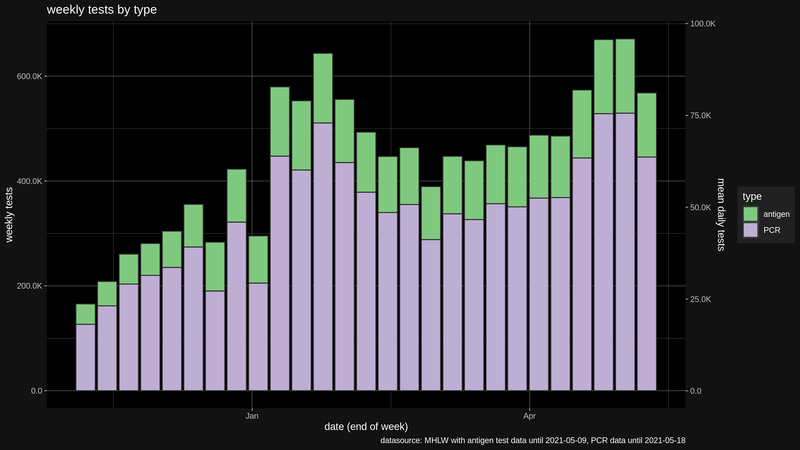 weekly tests by type
100.0K
600.0K
75.0K
400.0K
50.0K
200.0K
25.0K
0.0
0.0
weekly tests
mean daily tests
type
antigen
PCR
Jan
Apr
date (end of week)
datasource: MHLW with antigen test data until 2021-05-09, PCR data until 2021-05-18